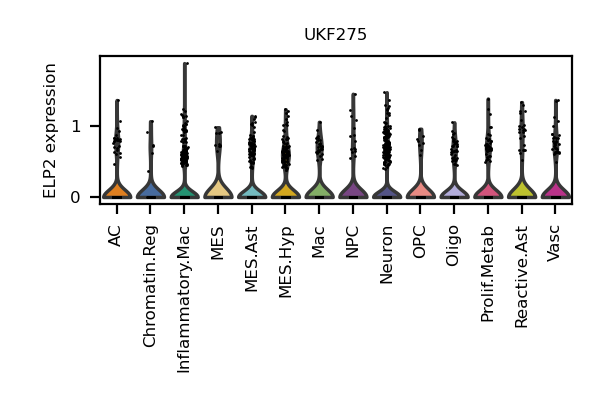 UKF275
ELP2 expression
1
0
AC
Chromatin.Reg
Inflammatory.Mac
MES
MES.Ast
MES.Hyp
Mac
NPC
Neuron
OPC
Oligo
Prolif.Metab
Reactive.Ast
Vasc